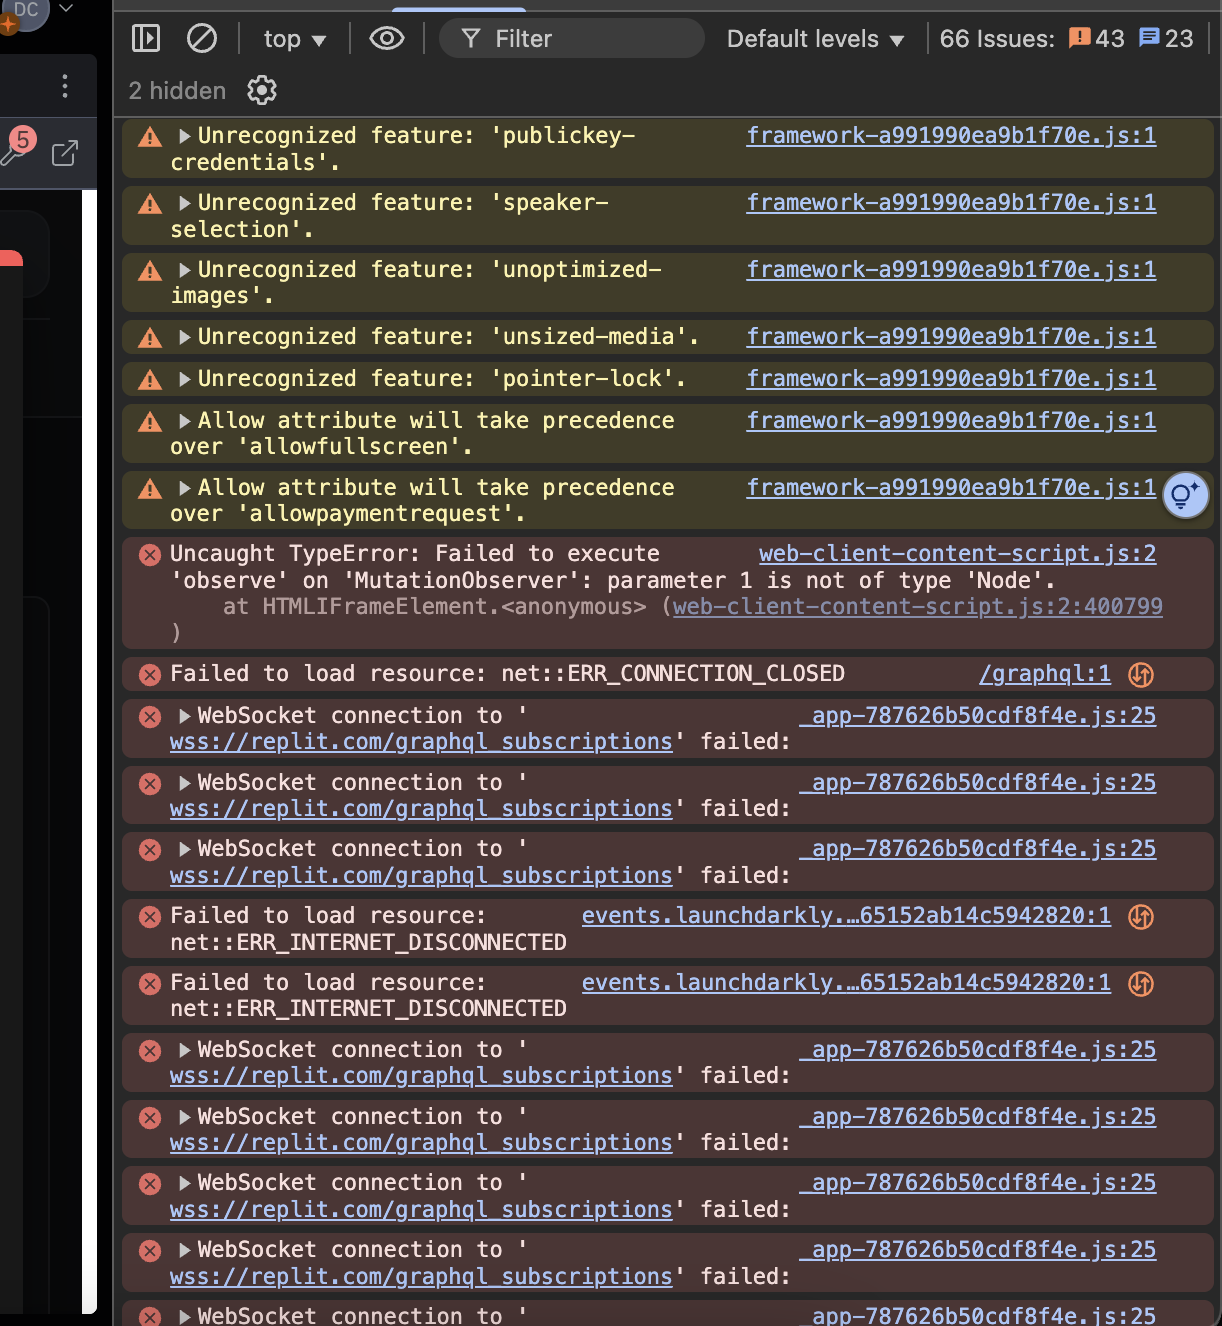 DC
top ▼
Filter
Default levels ▼
66 Issues: 43 23
2 hidden
5
▶Unrecognized feature: 'publickey-
credentials'.
framework-a991990ea9b1f70e.js:1
▶Unrecognized feature: 'speaker-
selection'.
framework-a991990ea9b1f70e.js:1
▶Unrecognized feature: 'unoptimized-
images'.
framework-a991990ea9b1f70e.js:1
▶Unrecognized feature: 'unsized-media'.
framework-a991990ea9b1f70e.js:1
▶Unrecognized feature: 'pointer-lock'.
framework-a991990ea9b1f70e.js:1
▶Allow attribute will take precedence
over 'allowfullscreen'.
framework-a991990ea9b1f70e.js:1
▶Allow attribute will take precedence
over 'allowpaymentrequest'.
framework-a991990ea9b1f70e.js:1
Uncaught TypeError: Failed to execute
web-client-content-script.js:2
'observe' on 'MutationObserver': parameter 1 is not of type 'Node'.
at HTMLIFrameElement.<anonymous> (web-client-content-script.js:2:400799
)
Failed to load resource: net::ERR_CONNECTION_CLOSED
/graphql:1
▶WebSocket connection to '
_app-787626b50cdf8f4e.js:25
wss://replit.com/graphql_subscriptions' failed:
▶WebSocket connection to '
_app-787626b50cdf8f4e.js:25
wss://replit.com/graphql_subscriptions' failed:
▶WebSocket connection to '
_app-787626b50cdf8f4e.js:25
wss://replit.com/graphql_subscriptions' failed:
Failed to load resource:
events.launchdarkly.…65152ab14c5942820:1
net::ERR_INTERNET_DISCONNECTED
Failed to load resource:
events.launchdarkly.…65152ab14c5942820:1
net::ERR_INTERNET_DISCONNECTED
▶WebSocket connection to '
_app-787626b50cdf8f4e.js:25
wss://replit.com/graphql_subscriptions' failed:
▶WebSocket connection to '
_app-787626b50cdf8f4e.js:25
wss://replit.com/graphql_subscriptions' failed:
▶WebSocket connection to '
_app-787626b50cdf8f4e.js:25
wss://replit.com/graphql_subscriptions' failed:
▶WebSocket connection to '
_app-787626b50cdf8f4e.js:25
wss://replit.com/graphql_subscriptions' failed:
▶WebSocket connection to '
_app-787626b50cdf8f4e.js:25